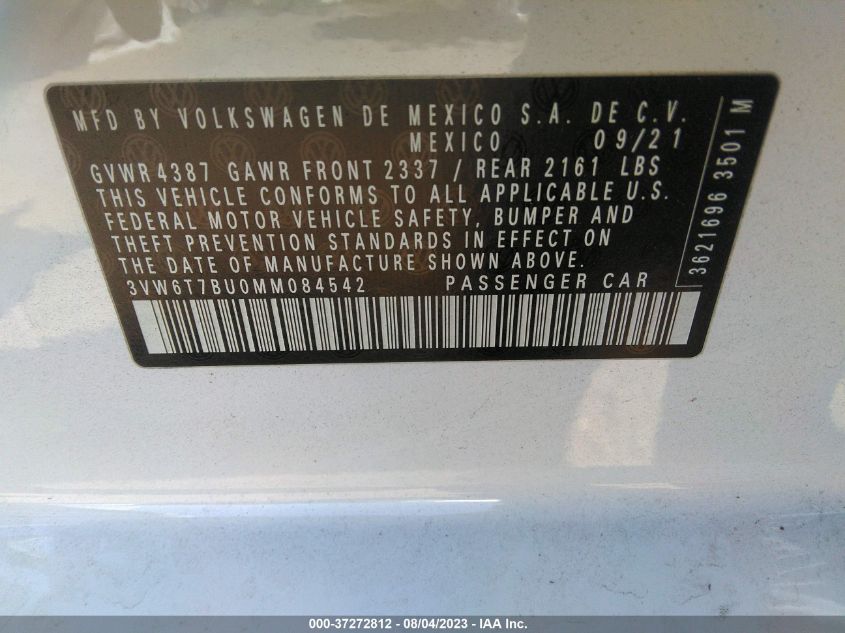 MFD BY VOLKSWAGEN DE MEXICO S.A. DE C.V.
MEXICO 09/21
GVWR 4387 GAWR FRONT 2337 / REAR 2161 LBS
THIS VEHICLE CONFORMS TO ALL APPLICABLE U.S.
FEDERAL MOTOR VEHICLE SAFETY, BUMPER AND
THEFT PREVENTION STANDARDS IN EFFECT ON
THE DATE OF MANUFACTURE SHOWN ABOVE.
3VW6T7BU0MM084542 PASSENGER CAR
3621696 3501 M
000-37272812 - 08/04/2023 - IAA Inc.